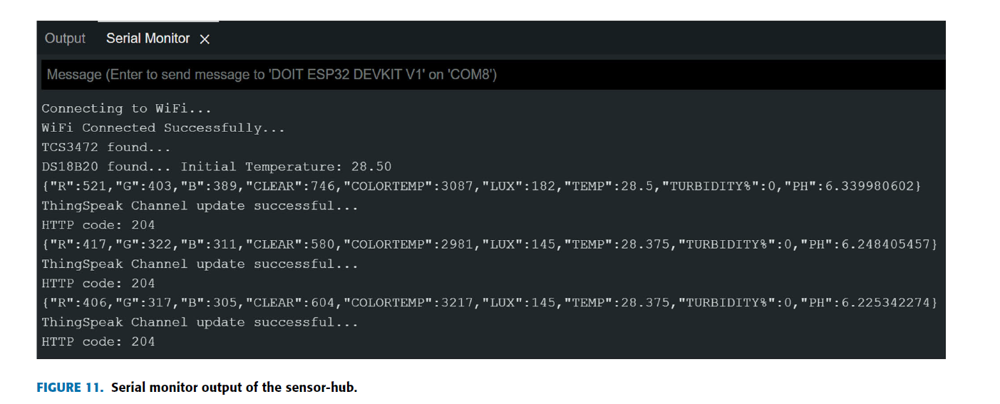 Output Serial Monitor ×
Message (Enter to send message to 'DOIT ESP32 DEVKIT V1' on 'COM8')
Connecting to WiFi...
WiFi Connected Successfully...
TCS3472 found...
DS18B20 found... Initial Temperature: 28.50
{"R":521,"G":403,"B":389,"CLEAR":746,"COLORTEMP":3087,"LUX":182,"TEMP":28.5,"TURBIDITY%":0,"PH":6.339980602}
ThingSpeak Channel update successful...
HTTP code: 204
{"R":417,"G":322,"B":311,"CLEAR":580,"COLORTEMP":2981,"LUX":145,"TEMP":28.375,"TURBIDITY%":0,"PH":6.248405457}
ThingSpeak Channel update successful...
HTTP code: 204
{"R":406,"G":317,"B":305,"CLEAR":604,"COLORTEMP":3217,"LUX":145,"TEMP":28.375,"TURBIDITY%":0,"PH":6.225342274}
ThingSpeak Channel update successful...
HTTP code: 204
FIGURE 11. Serial monitor output of the sensor-hub.